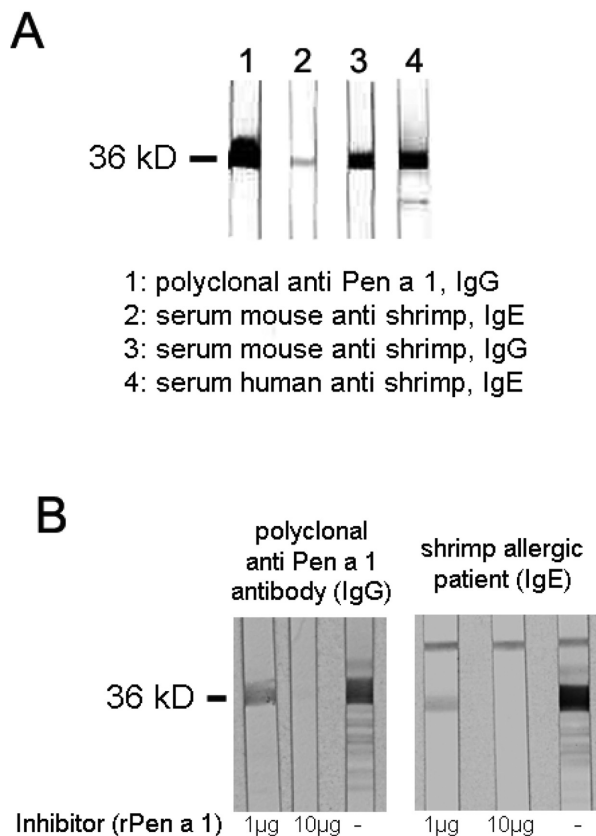 A
1 2 3 4
36 kD
1: polyclonal anti Pen a 1, IgG
2: serum mouse anti shrimp, IgE
3: serum mouse anti shrimp, IgG
4: serum human anti shrimp, IgE
B
polyclonal
anti Pen a 1
antibody (IgG)
shrimp allergic
patient (IgE)
36 kD
Inhibitor (rPen a 1) 1µg 10µg - 1µg 10µg -